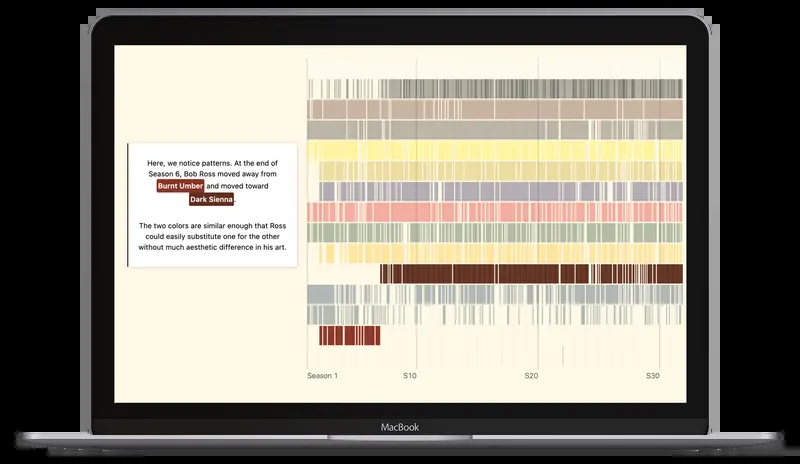 Here, we notice patterns. At the end of
Season 6, Bob Ross moved away from
Burnt Umber and moved toward
Dark Sienna.
The two colors are similar enough that Ross
could easily substitute one for the other
without much aesthetic difference in his art.
Season 1
S10
S20
S30
MacBook